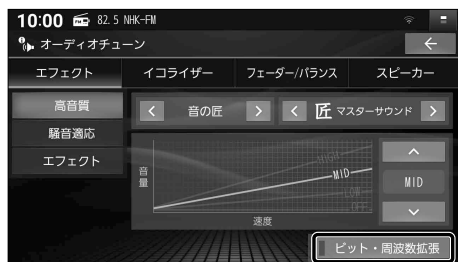 10:00 FM 82.5 NHK-FM
オーディオチューン
エフェクト イコライザー フェーダー/バランス スピーカー
高音質
音の匠 匠 マスターサウンド
騒音適応
エフェクト
音量
HIGH
MID
LOW
OFF
MID
速度
ビット・周波数拡張